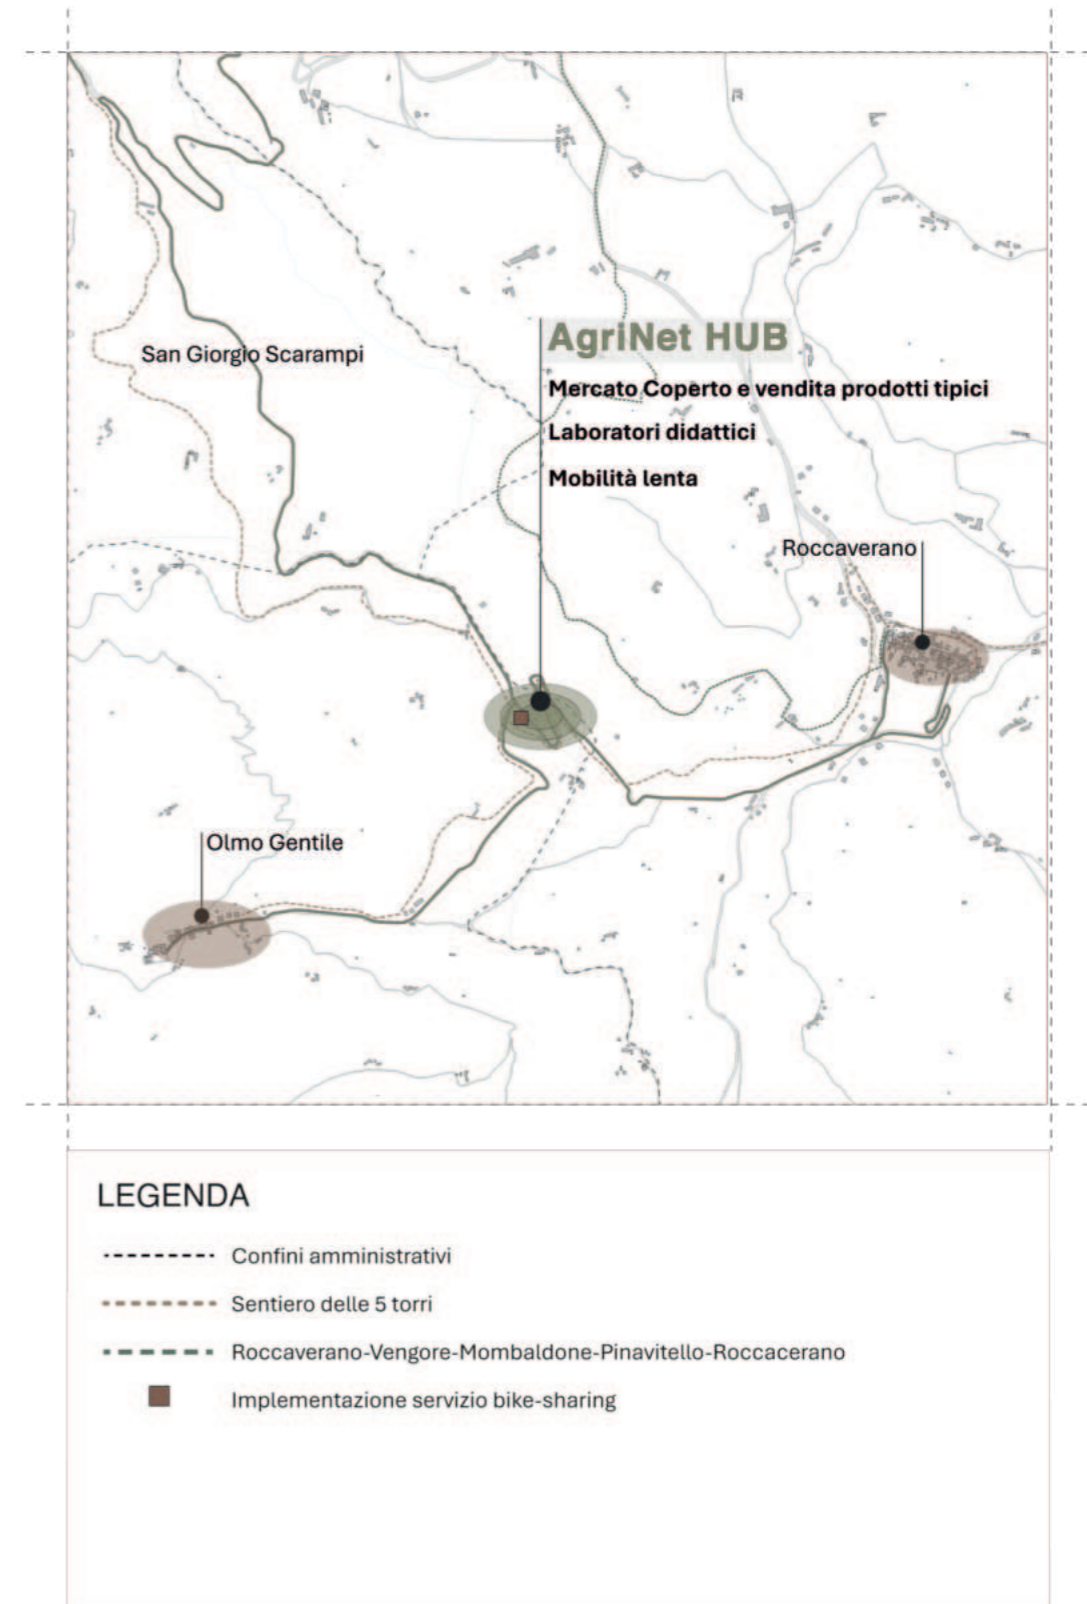 AgriNet HUB
San Giorgio Scarampi
Mercato Coperto e vendita prodotti tipici
Laboratori didattici
Mobilità lenta
Roccaverano
Olmo Gentile
LEGENDA
Confini amministrativi
Sentiero delle 5 torri
Roccaverano-Vengore-Mombaldone-Pinavitello-Roccacerano
Implementazione servizio bike-sharing